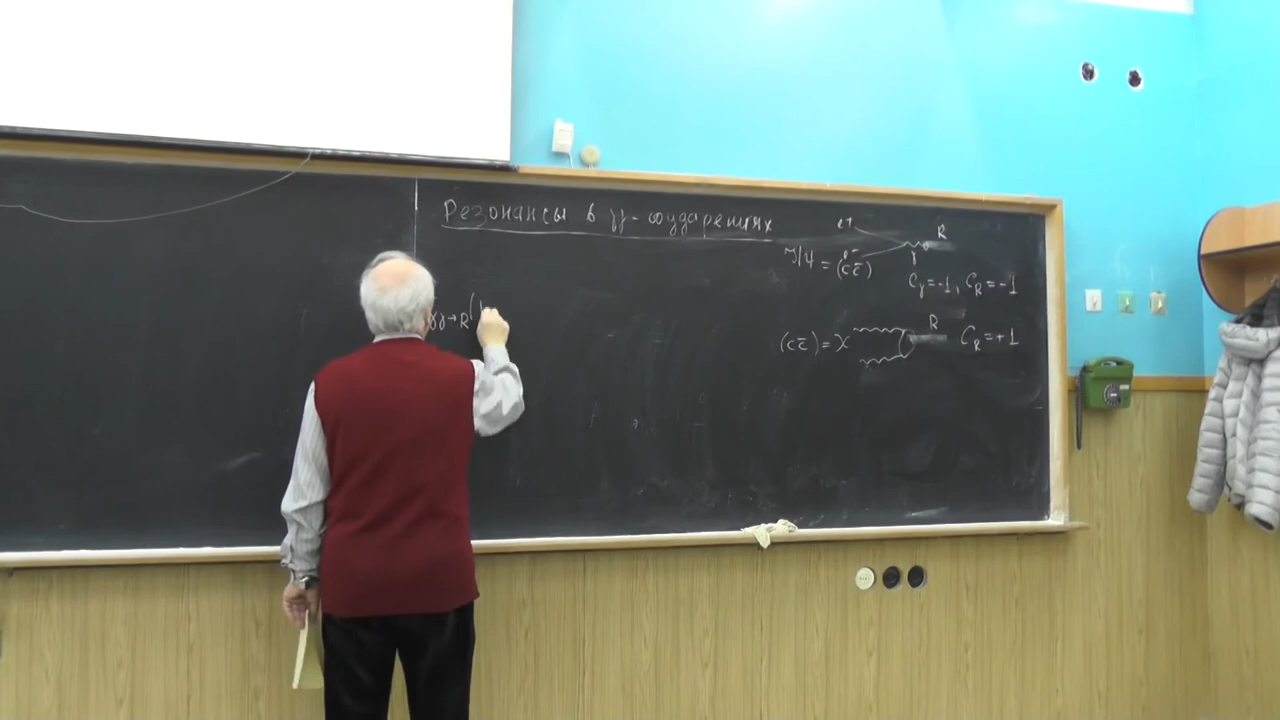 Резонансы в γγ-соударениях
e+ R
J/ψ = (cc̄) e- γ
C_γ=-1, C_R=-1
γγ→R(
(cc̄)=χ R C_R=+1